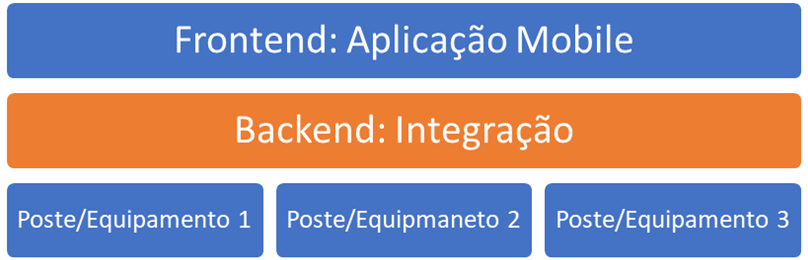 Frontend: Aplicação Mobile
Backend: Integração
Poste/Equipamento 1
Poste/Equipmaneto 2
Poste/Equipamento 3